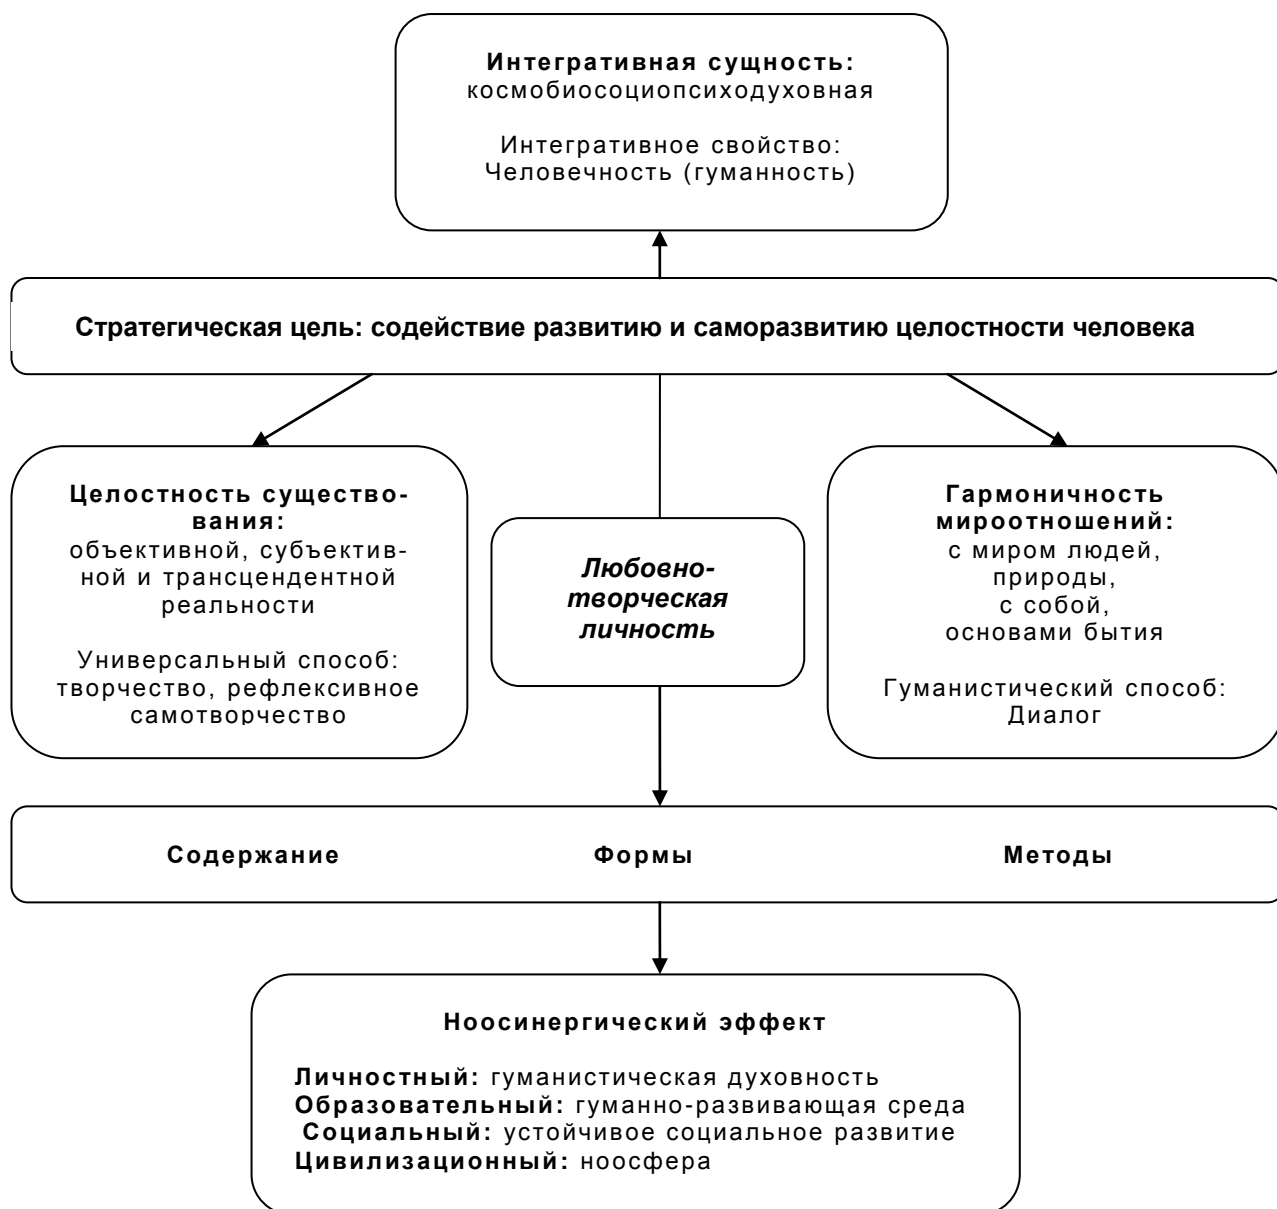 Интегративная сущность:
космобиосоциопсиходуховная
Интегративное свойство:
Человечность (гуманность)
Стратегическая цель: содействие развитию и саморазвитию целостности человека
Целостность существо-
вания:
объективной, субъектив-
ной и трансцендентной
реальности
Универсальный способ:
творчество, рефлексивное
самотворчество
Любовно-
творческая
личность
Гармоничность
мироотношений:
с миром людей,
природы,
с собой,
основами бытия
Гуманистический способ:
Диалог
Содержание Формы Методы
Ноосинергический эффект
Личностный: гуманистическая духовность
Образовательный: гуманно-развивающая среда
Социальный: устойчивое социальное развитие
Цивилизационный: ноосфера